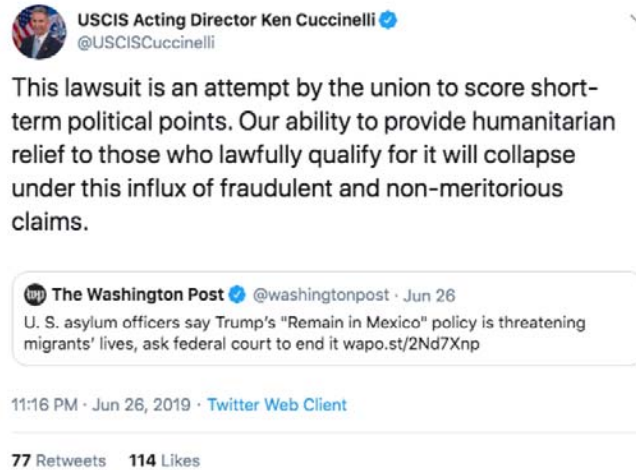 USCIS Acting Director Ken Cuccinelli
@USCISCuccinelli
This lawsuit is an attempt by the union to score short-
term political points. Our ability to provide humanitarian
relief to those who lawfully qualify for it will collapse
under this influx of fraudulent and non-meritorious
claims.
wp The Washington Post @washingtonpost · Jun 26
U. S. asylum officers say Trump's "Remain in Mexico" policy is threatening
migrants' lives, ask federal court to end it wapo.st/2Nd7Xnp
11:16 PM · Jun 26, 2019 · Twitter Web Client
77 Retweets 114 Likes